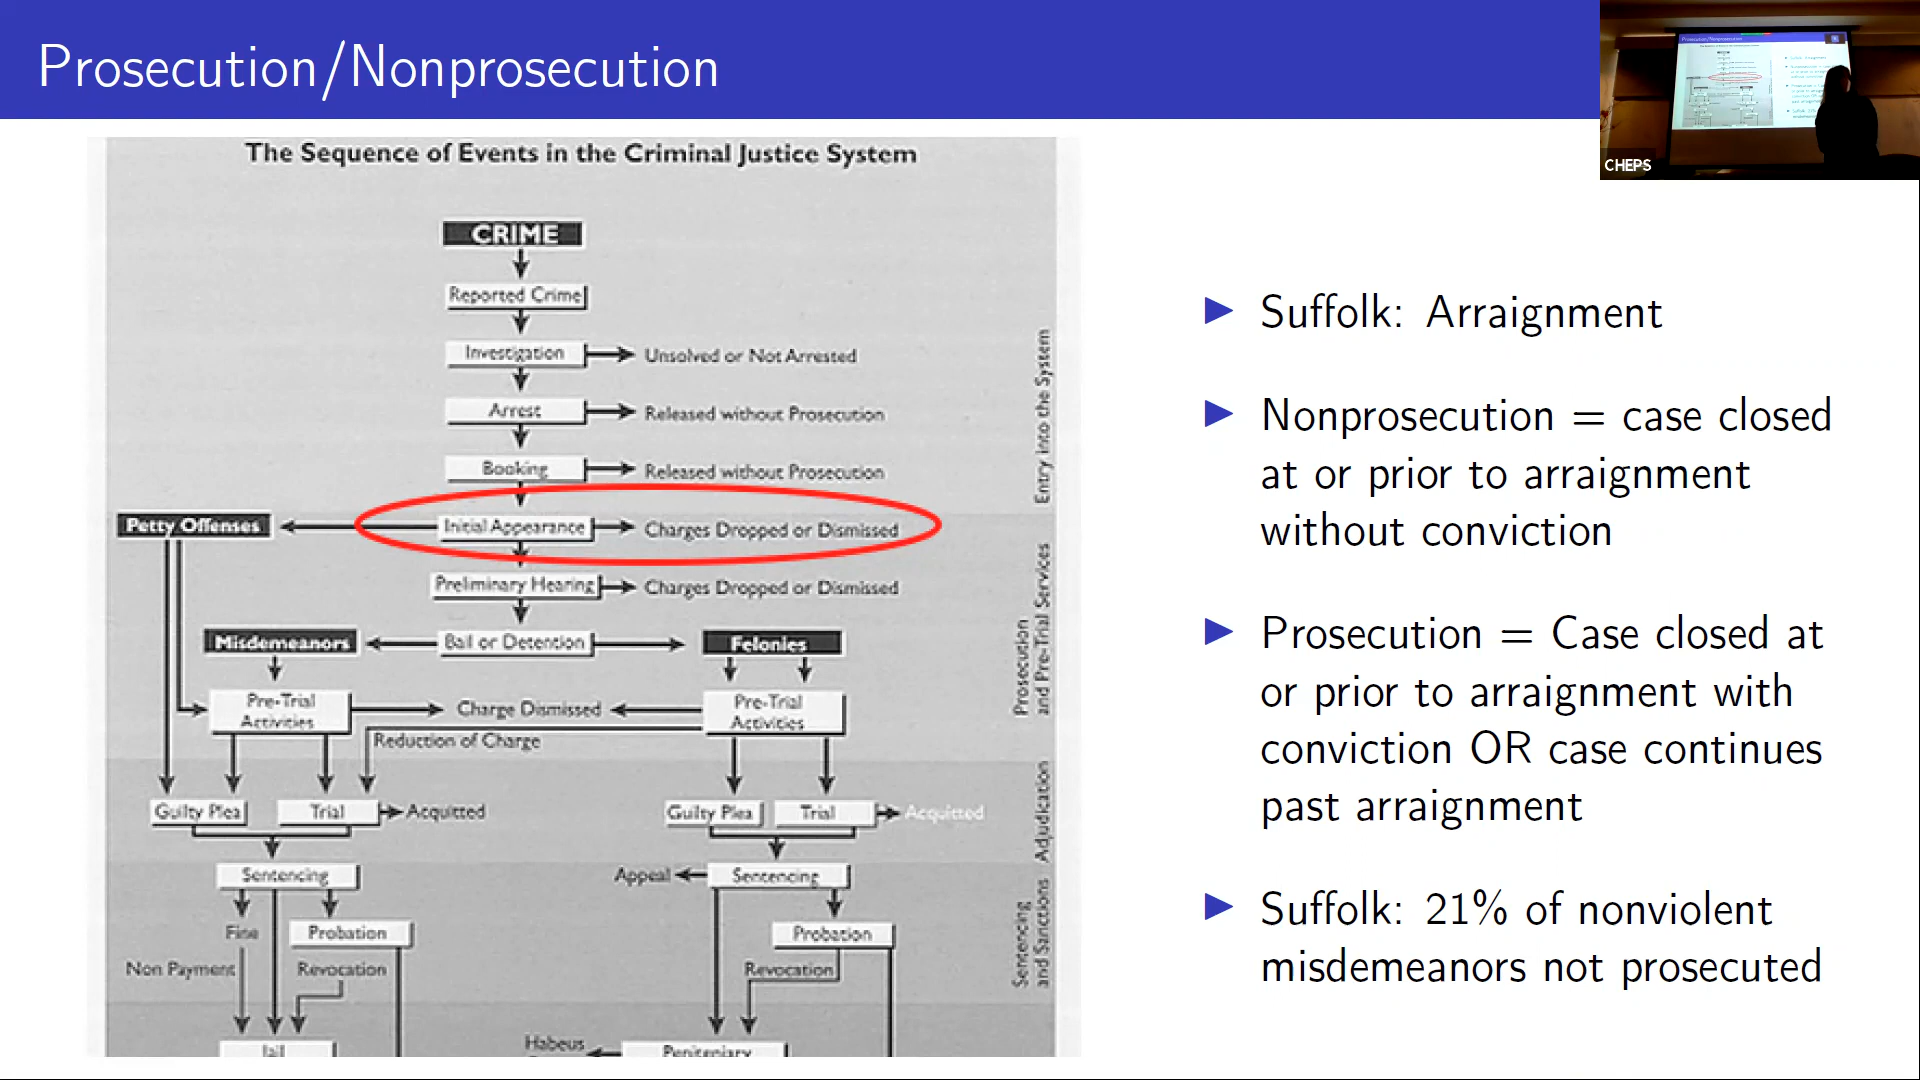 Prosecution/Nonprosecution
CHEPS
The Sequence of Events in the Criminal Justice System
CRIME
Reported Crime
Investigation
Unsolved or Not Arrested
Arrest
Released without Prosecution
Booking
Released without Prosecution
Petty Offenses
Initial Appearance
Charges Dropped or Dismissed
Preliminary Hearing
Charges Dropped or Dismissed
Misdemeanors
Bail or Detention
Felonies
Pre-Trial
Activities
Charge Dismissed
Pre-Trial
Activities
Reduction of Charge
Guilty Plea
Trial
Acquitted
Guilty Plea
Trial
Acquitted
Sentencing
Appeal
Sentencing
Fine
Probation
Probation
Non Payment
Revocation
Revocation
Jail
Habeus
Peniteniary
Entry into the System
Prosecution
and Pre-Trial Services
Adjudication
Sentencing
and Sanctions
Suffolk: Arraignment
Nonprosecution = case closed
at or prior to arraignment
without conviction
Prosecution = Case closed at
or prior to arraignment with
conviction OR case continues
past arraignment
Suffolk: 21% of nonviolent
misdemeanors not prosecuted